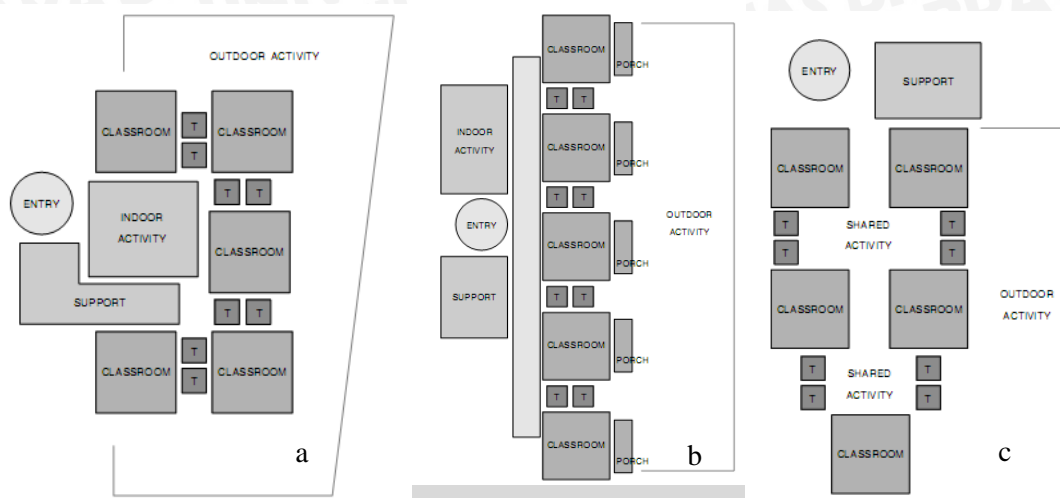 OUTDOOR ACTIVITY
CLASSROOM
T
T
CLASSROOM
ENTRY
INDOOR
ACTIVITY
T
T
CLASSROOM
SUPPORT
T
T
CLASSROOM
T
T
CLASSROOM
a
CLASSROOM
PORCH
T
T
INDOOR
ACTIVITY
CLASSROOM
PORCH
T
T
ENTRY
CLASSROOM
PORCH
OUTDOOR
ACTIVITY
SUPPORT
T
T
CLASSROOM
PORCH
T
T
CLASSROOM
PORCH
b
ENTRY
SUPPORT
CLASSROOM
CLASSROOM
T
T
SHARED
ACTIVITY
T
T
CLASSROOM
CLASSROOM
OUTDOOR
ACTIVITY
T
T
SHARED
ACTIVITY
T
T
CLASSROOM
c